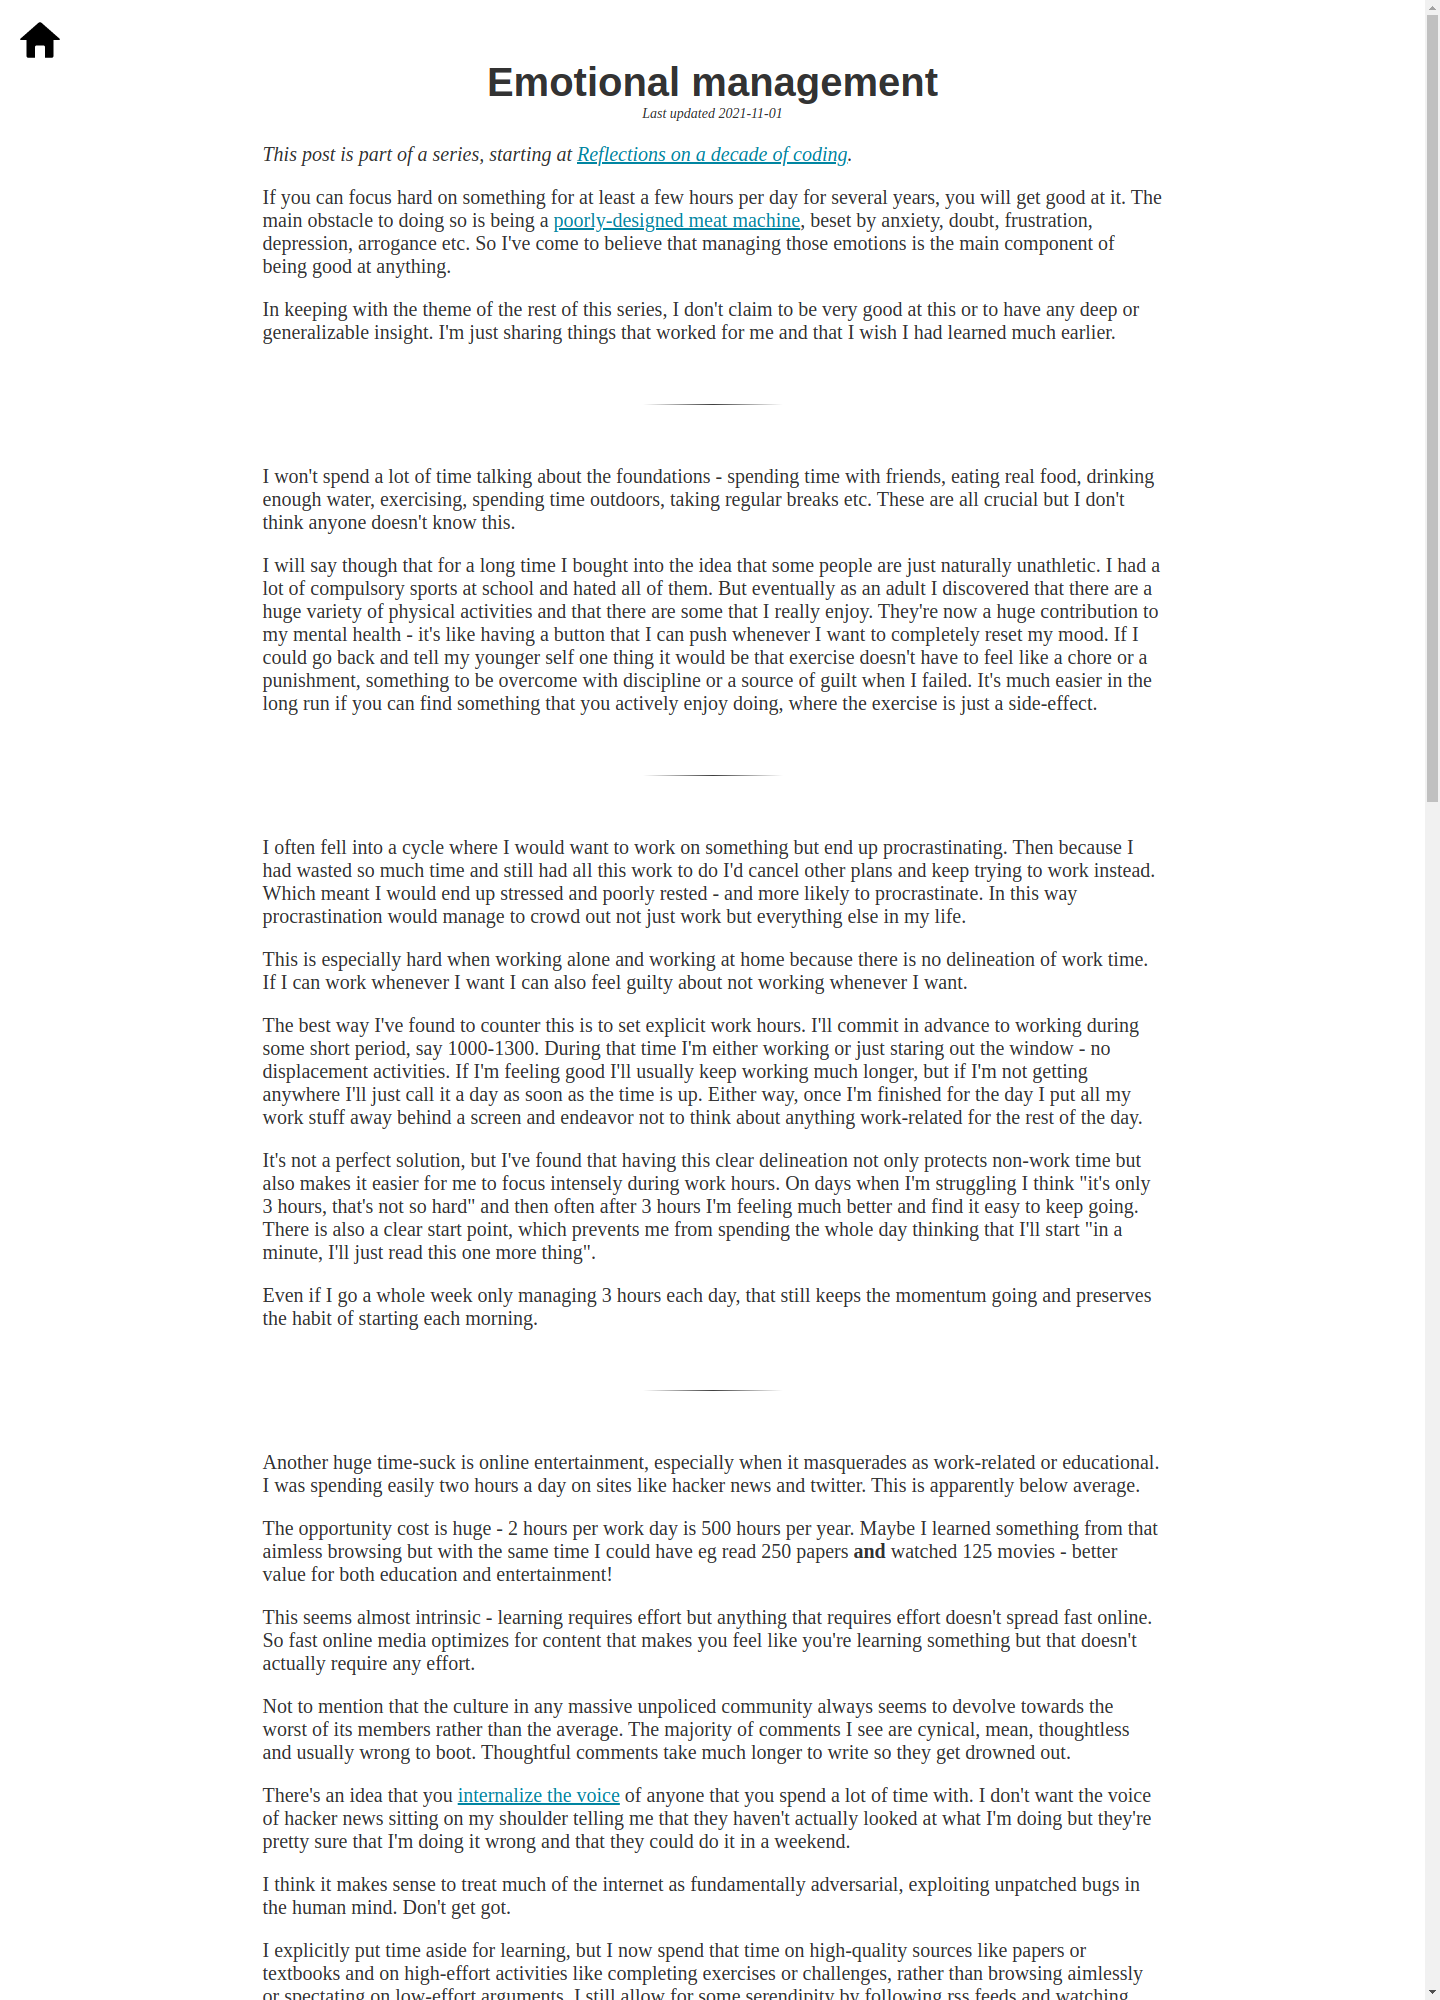 Emotional management
Last updated 2021-11-01
This post is part of a series, starting at Reflections on a decade of coding.
If you can focus hard on something for at least a few hours per day for several years, you will get good at it. The
main obstacle to doing so is being a poorly-designed meat machine, beset by anxiety, doubt, frustration,
depression, arrogance etc. So I've come to believe that managing those emotions is the main component of
being good at anything.
In keeping with the theme of the rest of this series, I don't claim to be very good at this or to have any deep or
generalizable insight. I'm just sharing things that worked for me and that I wish I had learned much earlier.
I won't spend a lot of time talking about the foundations - spending time with friends, eating real food, drinking
enough water, exercising, spending time outdoors, taking regular breaks etc. These are all crucial but I don't
think anyone doesn't know this.
I will say though that for a long time I bought into the idea that some people are just naturally unathletic. I had a
lot of compulsory sports at school and hated all of them. But eventually as an adult I discovered that there are a
huge variety of physical activities and that there are some that I really enjoy. They're now a huge contribution to
my mental health - it's like having a button that I can push whenever I want to completely reset my mood. If I
could go back and tell my younger self one thing it would be that exercise doesn't have to feel like a chore or a
punishment, something to be overcome with discipline or a source of guilt when I failed. It's much easier in the
long run if you can find something that you actively enjoy doing, where the exercise is just a side-effect.
I often fell into a cycle where I would want to work on something but end up procrastinating. Then because I
had wasted so much time and still had all this work to do I'd cancel other plans and keep trying to work instead.
Which meant I would end up stressed and poorly rested - and more likely to procrastinate. In this way
procrastination would manage to crowd out not just work but everything else in my life.
This is especially hard when working alone and working at home because there is no delineation of work time.
If I can work whenever I want I can also feel guilty about not working whenever I want.
The best way I've found to counter this is to set explicit work hours. I'll commit in advance to working during
some short period, say 1000-1300. During that time I'm either working or just staring out the window - no
displacement activities. If I'm feeling good I'll usually keep working much longer, but if I'm not getting
anywhere I'll just call it a day as soon as the time is up. Either way, once I'm finished for the day I put all my
work stuff away behind a screen and endeavor not to think about anything work-related for the rest of the day.
It's not a perfect solution, but I've found that having this clear delineation not only protects non-work time but
also makes it easier for me to focus intensely during work hours. On days when I'm struggling I think "it's only
3 hours, that's not so hard" and then often after 3 hours I'm feeling much better and find it easy to keep going.
There is also a clear start point, which prevents me from spending the whole day thinking that I'll start "in a
minute, I'll just read this one more thing".
Even if I go a whole week only managing 3 hours each day, that still keeps the momentum going and preserves
the habit of starting each morning.
Another huge time-suck is online entertainment, especially when it masquerades as work-related or educational.
I was spending easily two hours a day on sites like hacker news and twitter. This is apparently below average.
The opportunity cost is huge - 2 hours per work day is 500 hours per year. Maybe I learned something from that
aimless browsing but with the same time I could have eg read 250 papers and watched 125 movies - better
value for both education and entertainment!
This seems almost intrinsic - learning requires effort but anything that requires effort doesn't spread fast online.
So fast online media optimizes for content that makes you feel like you're learning something but that doesn't
actually require any effort.
Not to mention that the culture in any massive unpoliced community always seems to devolve towards the
worst of its members rather than the average. The majority of comments I see are cynical, mean, thoughtless
and usually wrong to boot. Thoughtful comments take much longer to write so they get drowned out.
There's an idea that you internalize the voice of anyone that you spend a lot of time with. I don't want the voice
of hacker news sitting on my shoulder telling me that they haven't actually looked at what I'm doing but they're
pretty sure that I'm doing it wrong and that they could do it in a weekend.
I think it makes sense to treat much of the internet as fundamentally adversarial, exploiting unpatched bugs in
the human mind. Don't get got.
I explicitly put time aside for learning, but I now spend that time on high-quality sources like papers or
textbooks and on high-effort activities like completing exercises or challenges, rather than browsing aimlessly
or spectating on low-effort arguments. I still allow for some serendipity by following rss feeds and watching